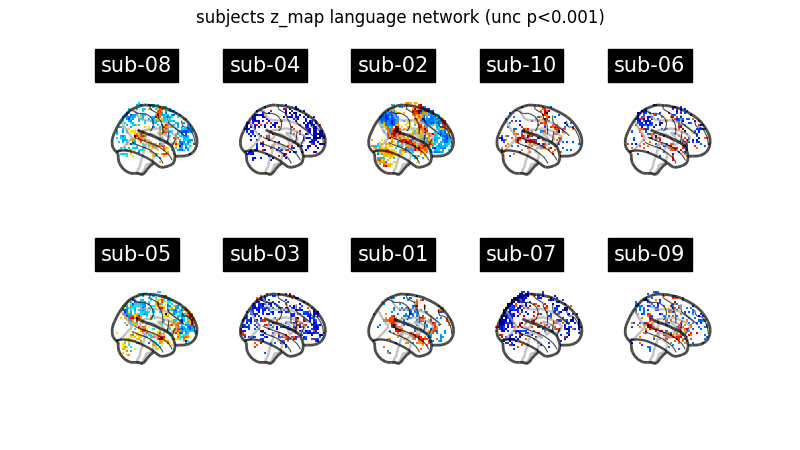 subjects z_map language network (unc p<0.001)
sub-08
sub-04
sub-02
sub-10
sub-06
sub-05
sub-03
sub-01
sub-07
sub-09